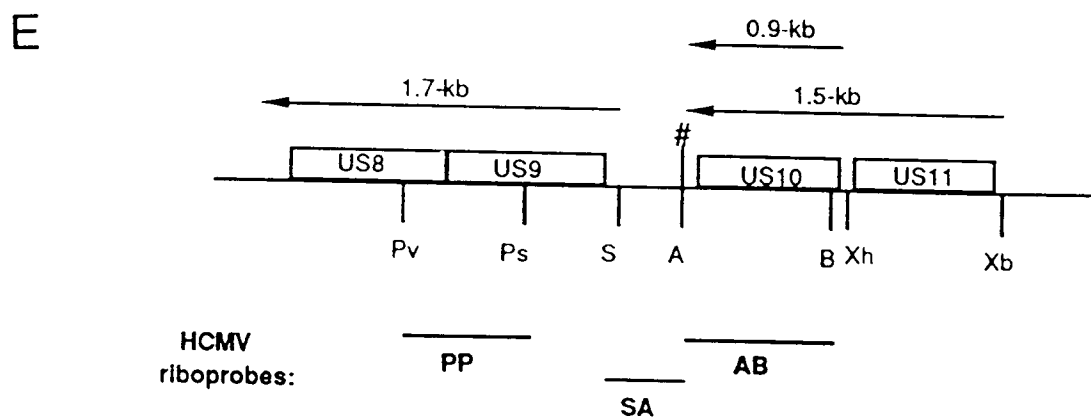 E
0.9-kb
1.7-kb
1.5-kb
#
US8
US9
US10
US11
Pv
Ps
S
A
B
Xh
Xb
HCMV
riboprobes:
PP
AB
SA